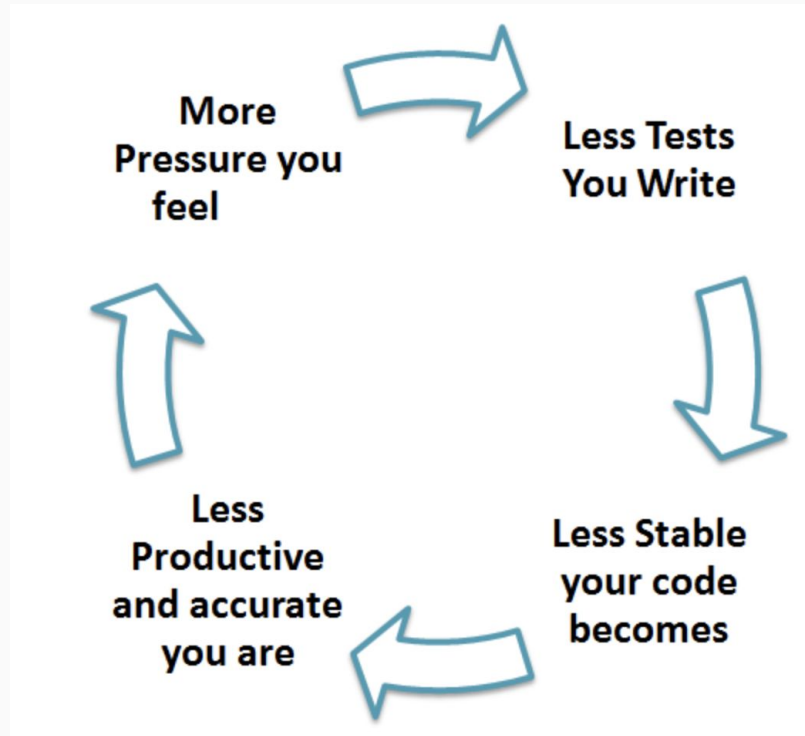 More
Pressure you
feel
Less Tests
You Write
Less Stable
your code
becomes
Less
Productive
and accurate
you are